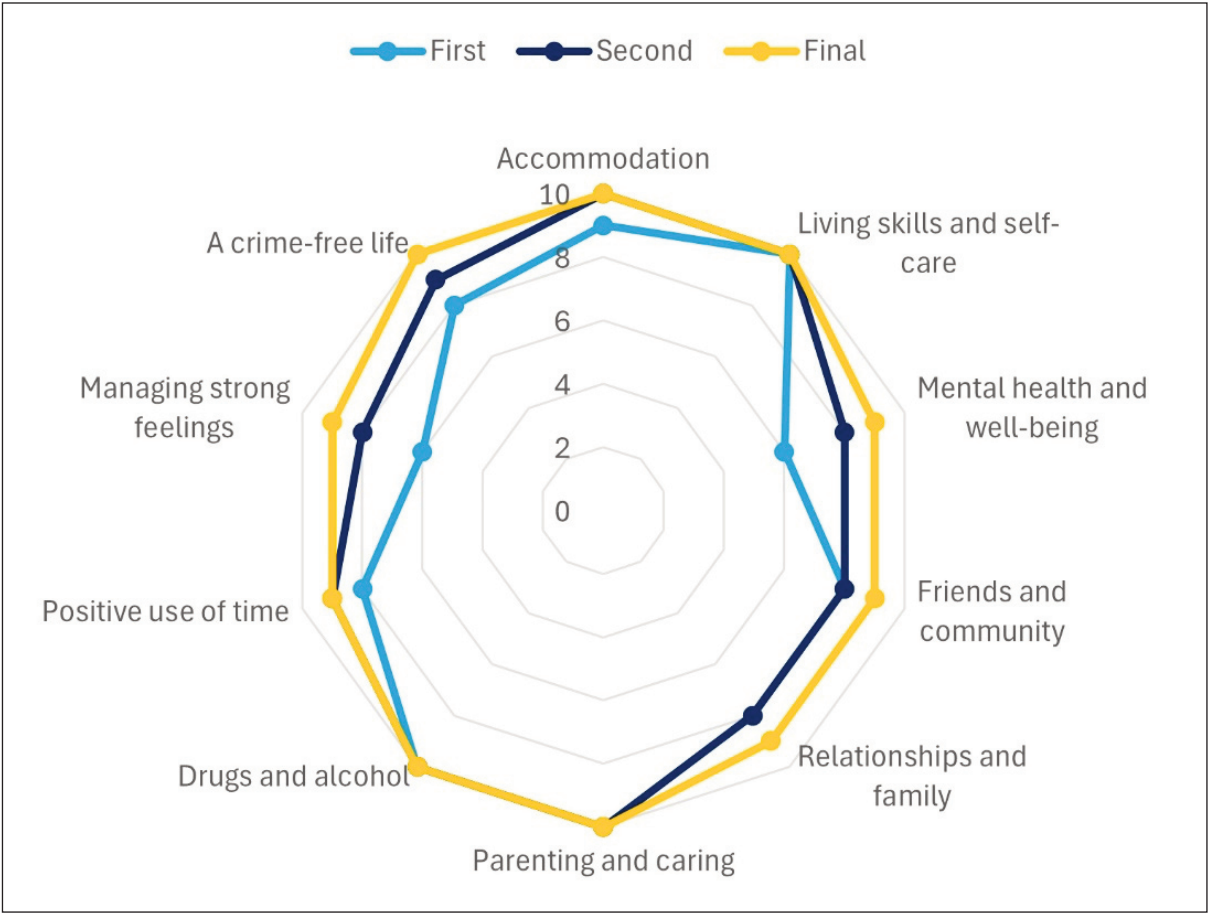 First Second Final
Accommodation
10
8
6
4
2
0
Living skills and self-
care
Mental health and
well-being
Friends and
community
Relationships and
family
Parenting and caring
Drugs and alcohol
Positive use of time
Managing strong
feelings
A crime-free life